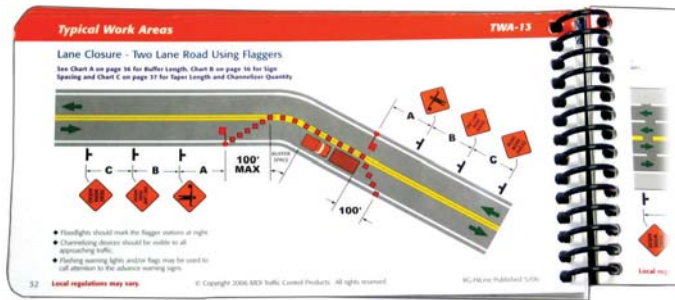 Typical Work Areas
TWA-13
Lane Closure - Two Lane Road Using Flaggers
See Chart A on page 36 for Buffer Length, Chart B on page 36 for Sign
Spacing and Chart C on page 37 for Taper Length and Channelizer Quantity
A
B
C
C
B
A
100'
MAX
BUFFER
SPACE
100'
◆ Floodlights should mark the flagger stations at night.
◆ Channelizing devices should be visible to all
approaching traffic.
◆ Flashing warning lights and/or flags may be used to
call attention to the advance warning signs.
32
Local regulations may vary.
© Copyright 2006 MDI Traffic Control Products. All rights reserved.
Published 5/06
Local reg